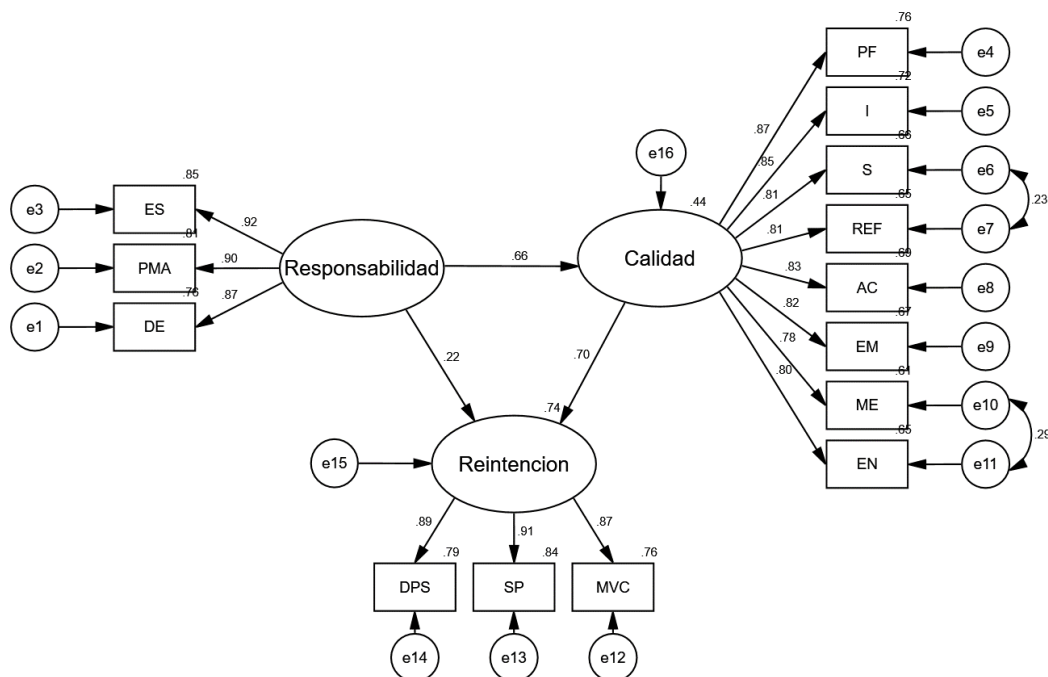 .76
PF
e4
.87
.72
I
e5
.85
.66
S
e6
.81
.65
REF
e7
.23
.81
.69
AC
e8
.83
.67
EM
e9
.82
.61
ME
e10
.78
.65
EN
e11
.29
.80
e16
.44
Calidad
.85
e3
ES
.92
.81
e2
PMA
.90
.76
e1
DE
.87
Responsabilidad
.66
.22
.70
.74
e15
Reintencion
.89
.91
.87
.79
.84
.76
DPS
SP
MVC
e14
e13
e12